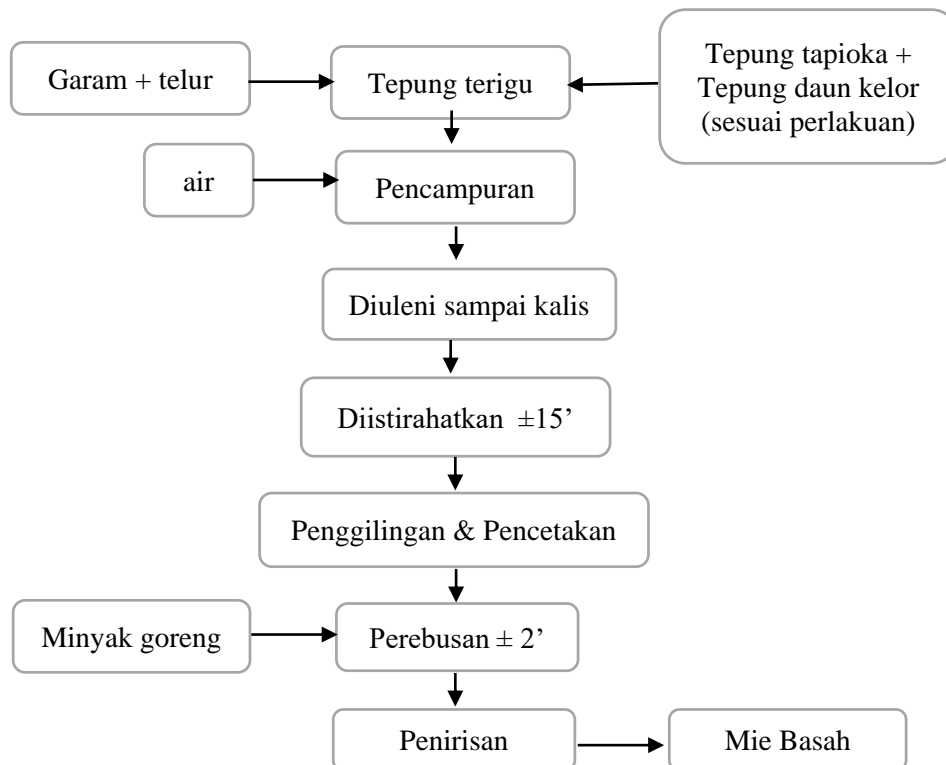 Garam + telur
Tepung terigu
Tepung tapioka +
Tepung daun kelor
(sesuai perlakuan)
air
Pencampuran
Diuleni sampai kalis
Diistirahatkan ±15’
Penggilingan & Pencetakan
Minyak goreng
Perebusan ± 2’
Penirisan
Mie Basah